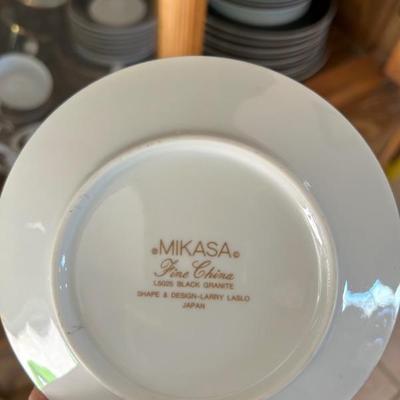 ©MIKASA©
Fine China
L5025 BLACK GRANITE
SHAPE & DESIGN-LARRY LASLO
JAPAN